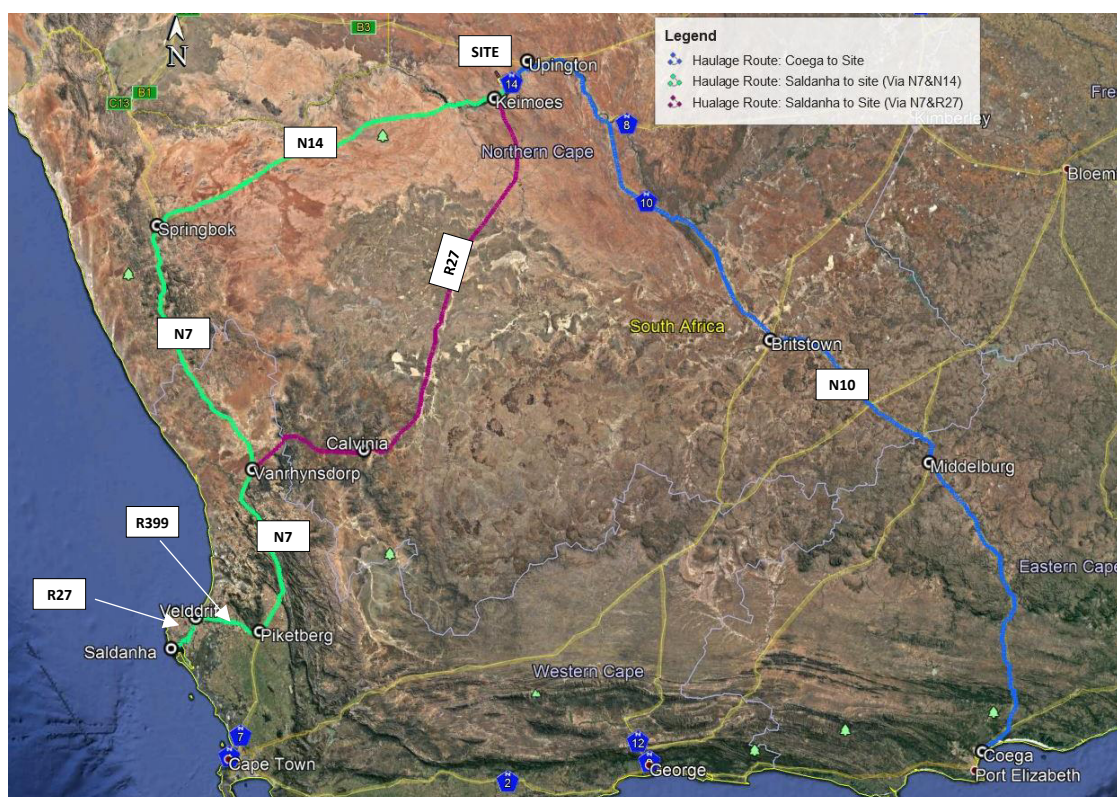 B3
N
SITE
Upington
14
Keimoes
C13
B1
8
Kimberley
Fre
Legend
Haulage Route: Coega to Site
Haulage Route: Saldanha to site (Via N7&N14)
Hualage Route: Saldanha to Site (Via N7&R27)
N14
Northern Cape
Bloem
10
Springbok
R27
N7
South Africa
Britstown
N10
Calvinia
Vanrhynsdorp
Middelburg
R399
N7
Eastern Cape
R27
Velddrif
Piketberg
Saldanha
Western Cape
7
Cape Town
12
George
2
Coega
Port Elizabeth